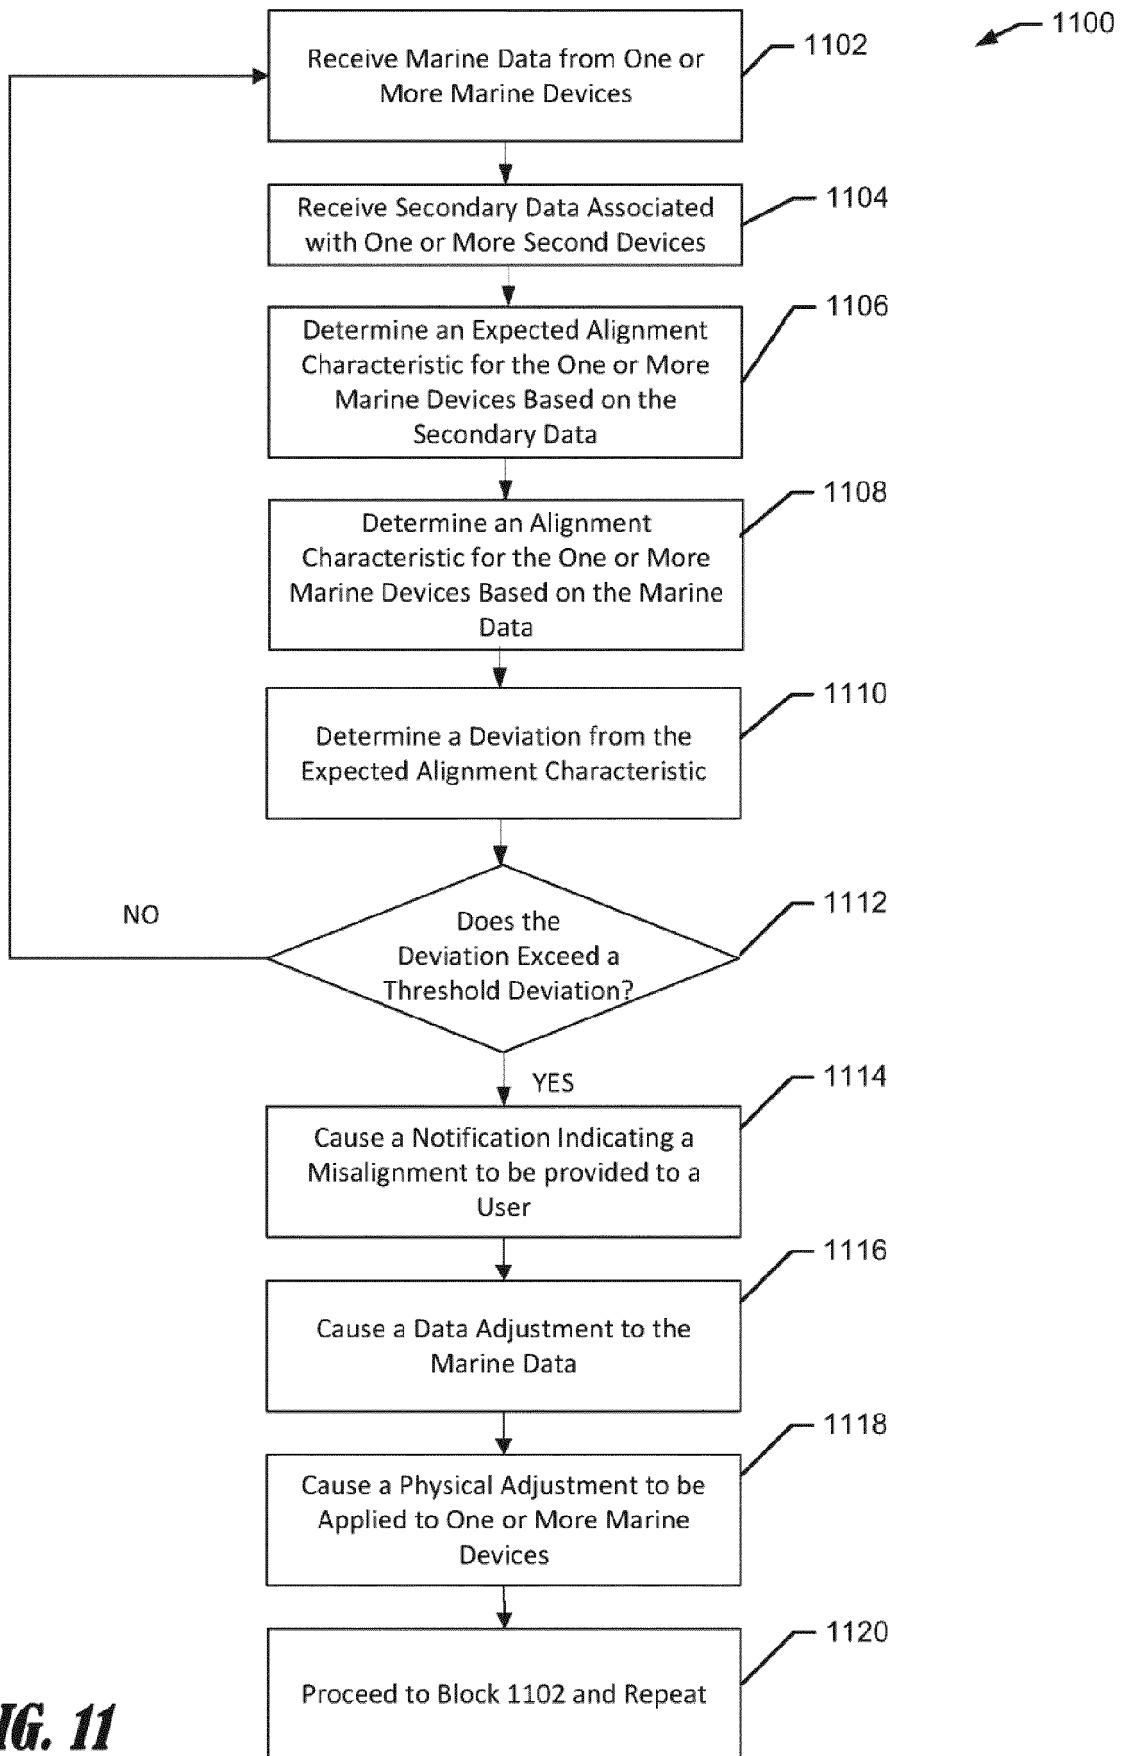 1100
Receive Marine Data from One or
More Marine Devices
1102
Receive Secondary Data Associated
with One or More Second Devices
1104
Determine an Expected Alignment
Characteristic for the One or More
Marine Devices Based on the
Secondary Data
1106
Determine an Alignment
Characteristic for the One or More
Marine Devices Based on the Marine
Data
1108
Determine a Deviation from the
Expected Alignment Characteristic
1110
NO
Does the
Deviation Exceed a
Threshold Deviation?
1112
YES
Cause a Notification Indicating a
Misalignment to be provided to a
User
1114
Cause a Data Adjustment to the
Marine Data
1116
Cause a Physical Adjustment to be
Applied to One or More Marine
Devices
1118
Proceed to Block 1102 and Repeat
1120
IG. 11